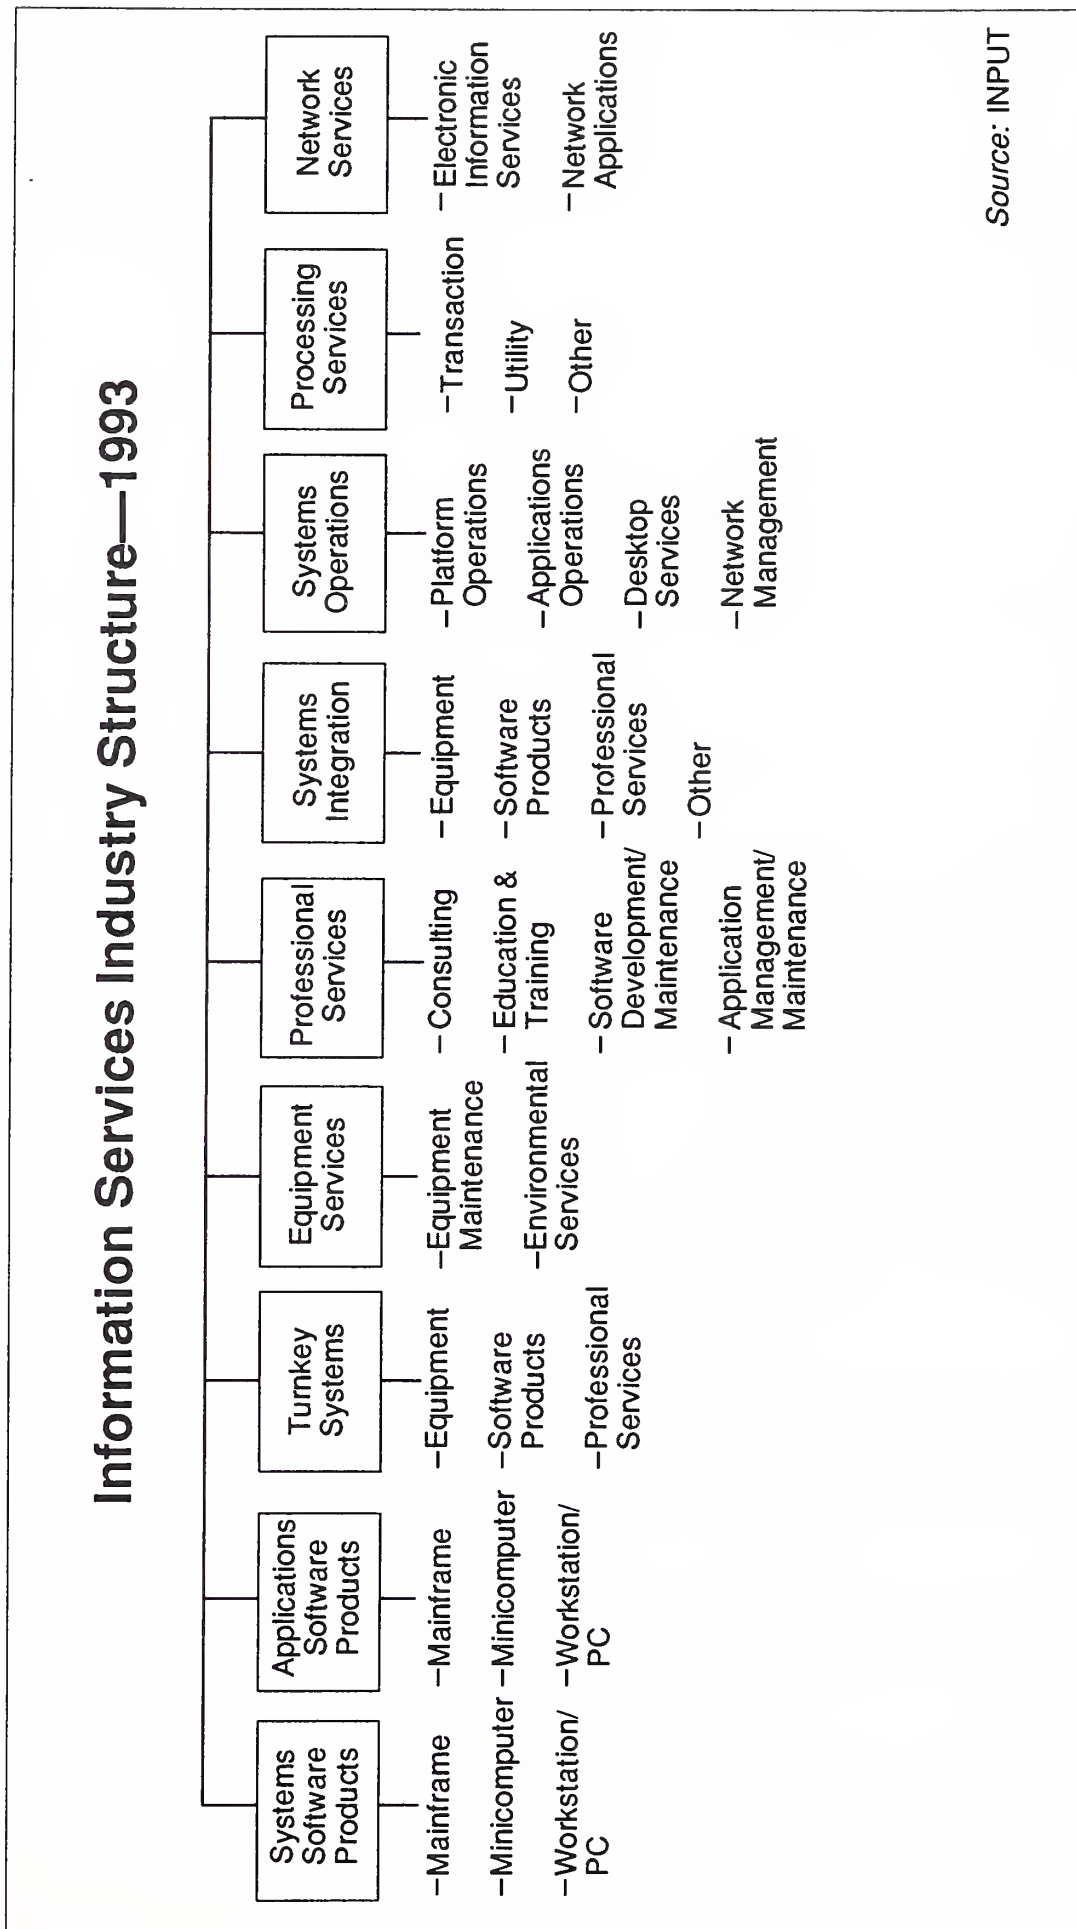 Information Services Industry Structure—1993
Systems
Software
Products
–Mainframe
–Minicomputer
–Workstation/
PC
Applications
Software
Products
–Mainframe
–Minicomputer
–Workstation/
PC
Turnkey
Systems
–Equipment
–Software
Products
–Professional
Services
Equipment
Services
–Equipment
Maintenance
–Environmental
Services
Professional
Services
–Consulting
–Education &
Training
–Software
Development/
Maintenance
–Application
Management/
Maintenance
Systems
Integration
–Equipment
–Software
Products
–Professional
Services
–Other
Systems
Operations
–Platform
Operations
–Applications
Operations
–Desktop
Services
–Network
Management
Processing
Services
–Transaction
–Utility
–Other
Network
Services
–Electronic
Information
Services
–Network
Applications
Source: INPUT